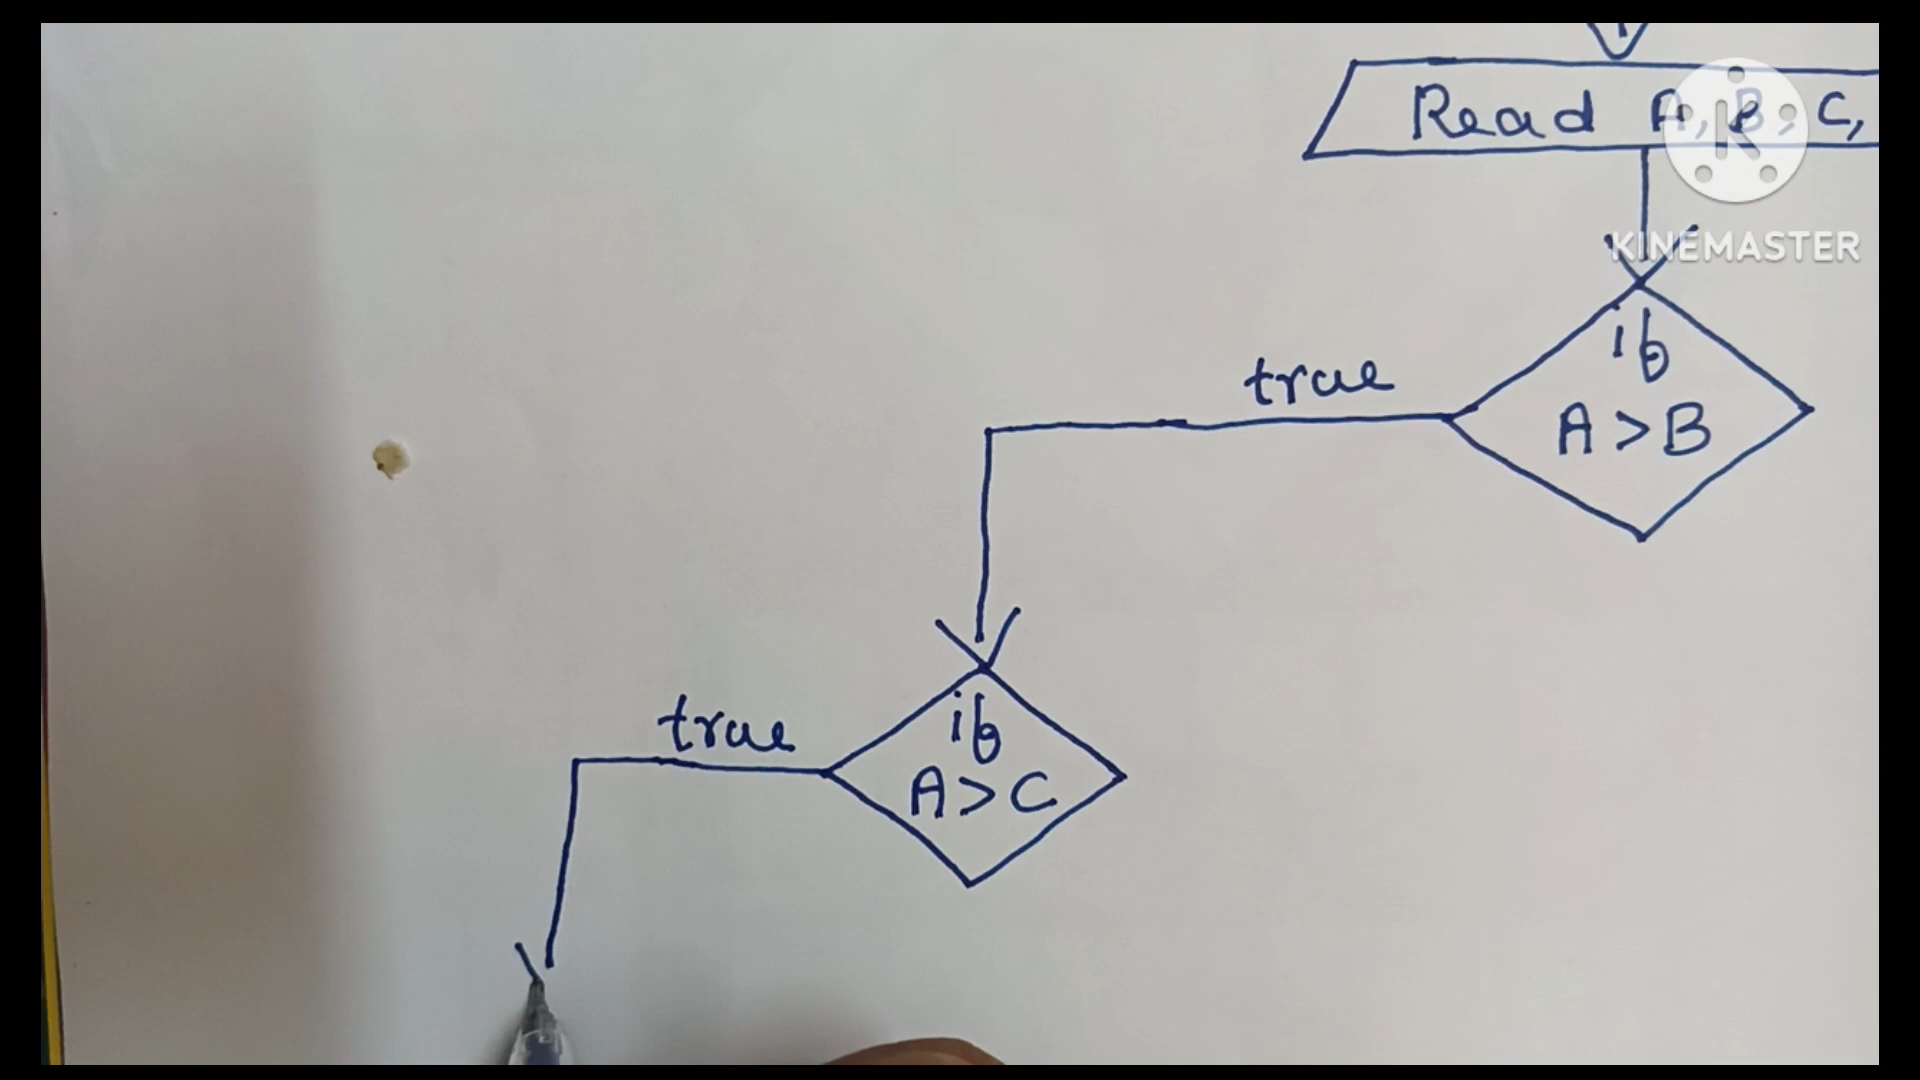 Read A, B, C,
KINEMASTER
if
A > B
true
if
A > C
true